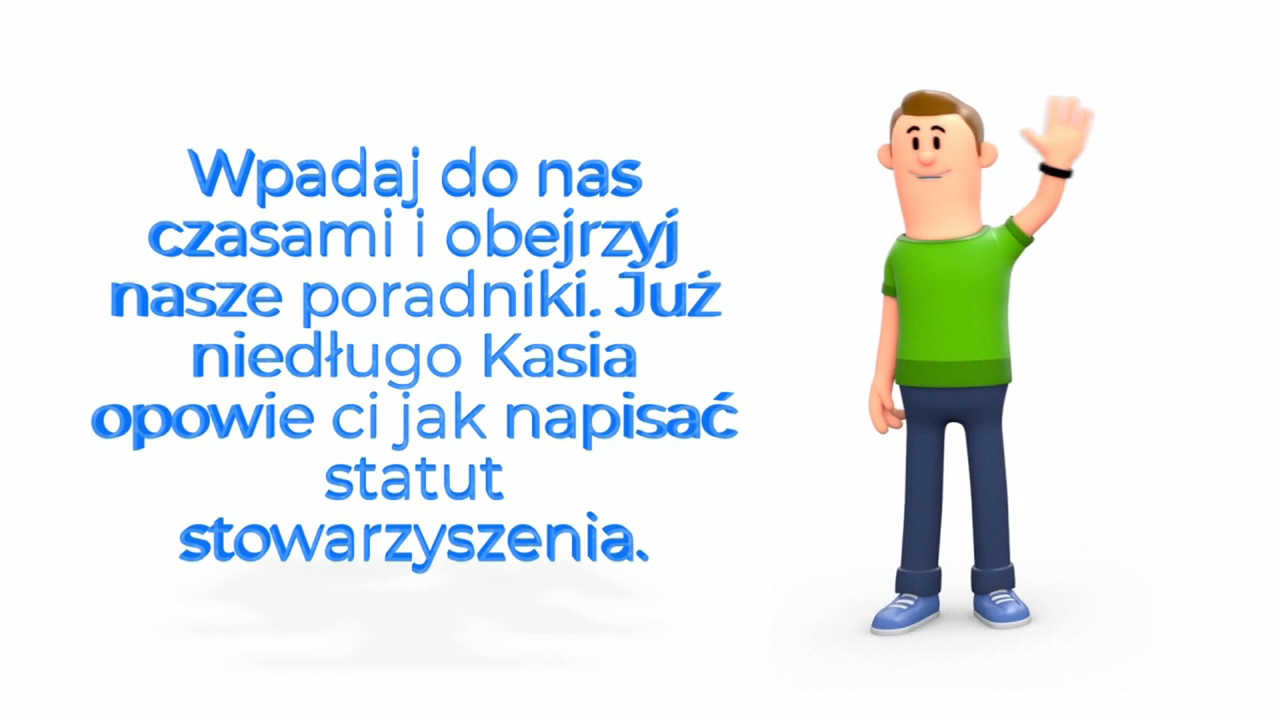 Wpadaj do nas
czasami i obejrzyj
nasze poradniki. Już
niedługo Kasia
opowie ci jak napisać
statut
stowarzyszenia.